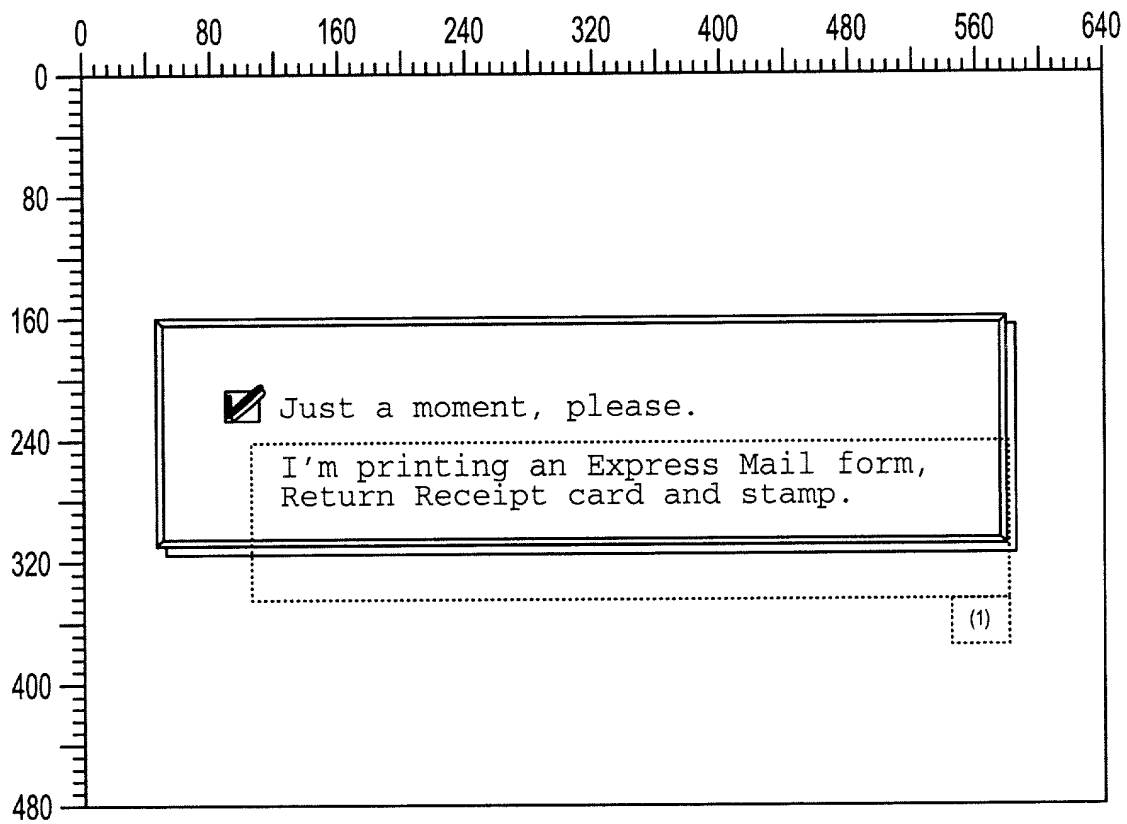 0 80 160 240 320 400 480 560 640
0
80
160
Just a moment, please.
240
I'm printing an Express Mail form,
Return Receipt card and stamp.
320
(1)
400
480